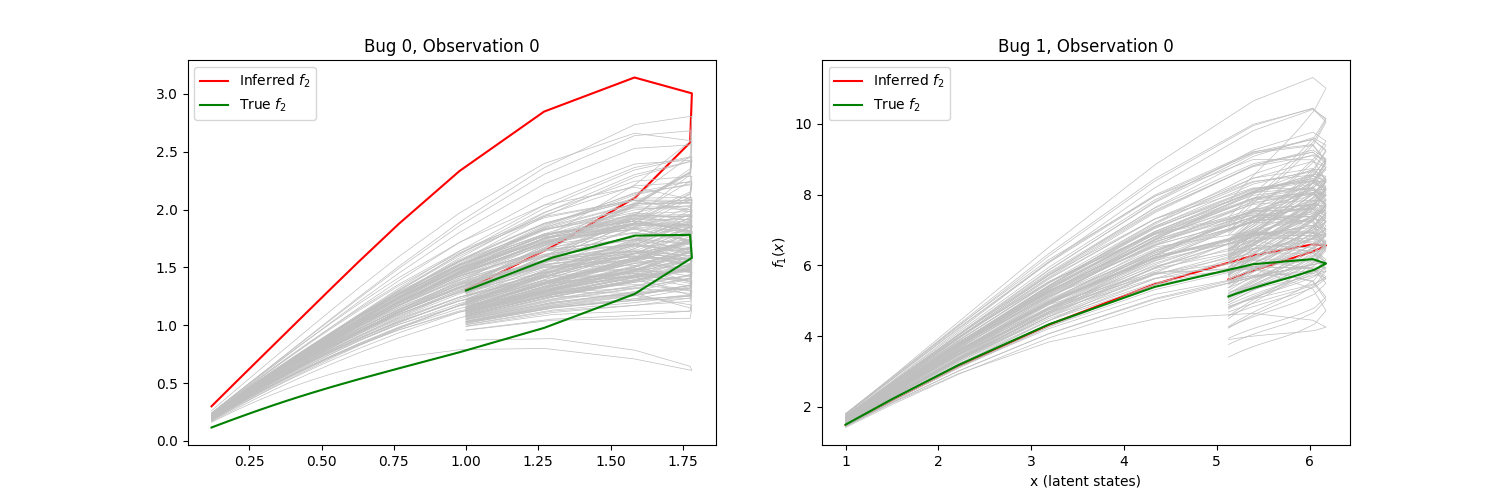 Bug 0, Observation 0
Inferred f₂
True f₂
3.0
2.5
2.0
1.5
1.0
0.5
0.0
0.25 0.50 0.75 1.00 1.25 1.50 1.75
Bug 1, Observation 0
Inferred f₂
True f₂
10
8
6
4
2
f₁(x)
1 2 3 4 5 6
x (latent states)